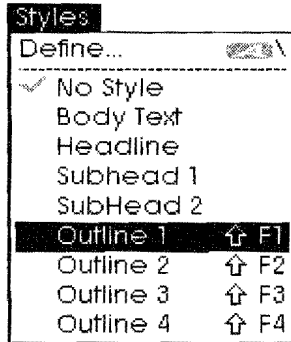 Styles
Define... \
No Style
Body Text
Headline
Subhead 1
SubHead 2
Outline 1 ⇧ F1
Outline 2 ⇧ F2
Outline 3 ⇧ F3
Outline 4 ⇧ F4